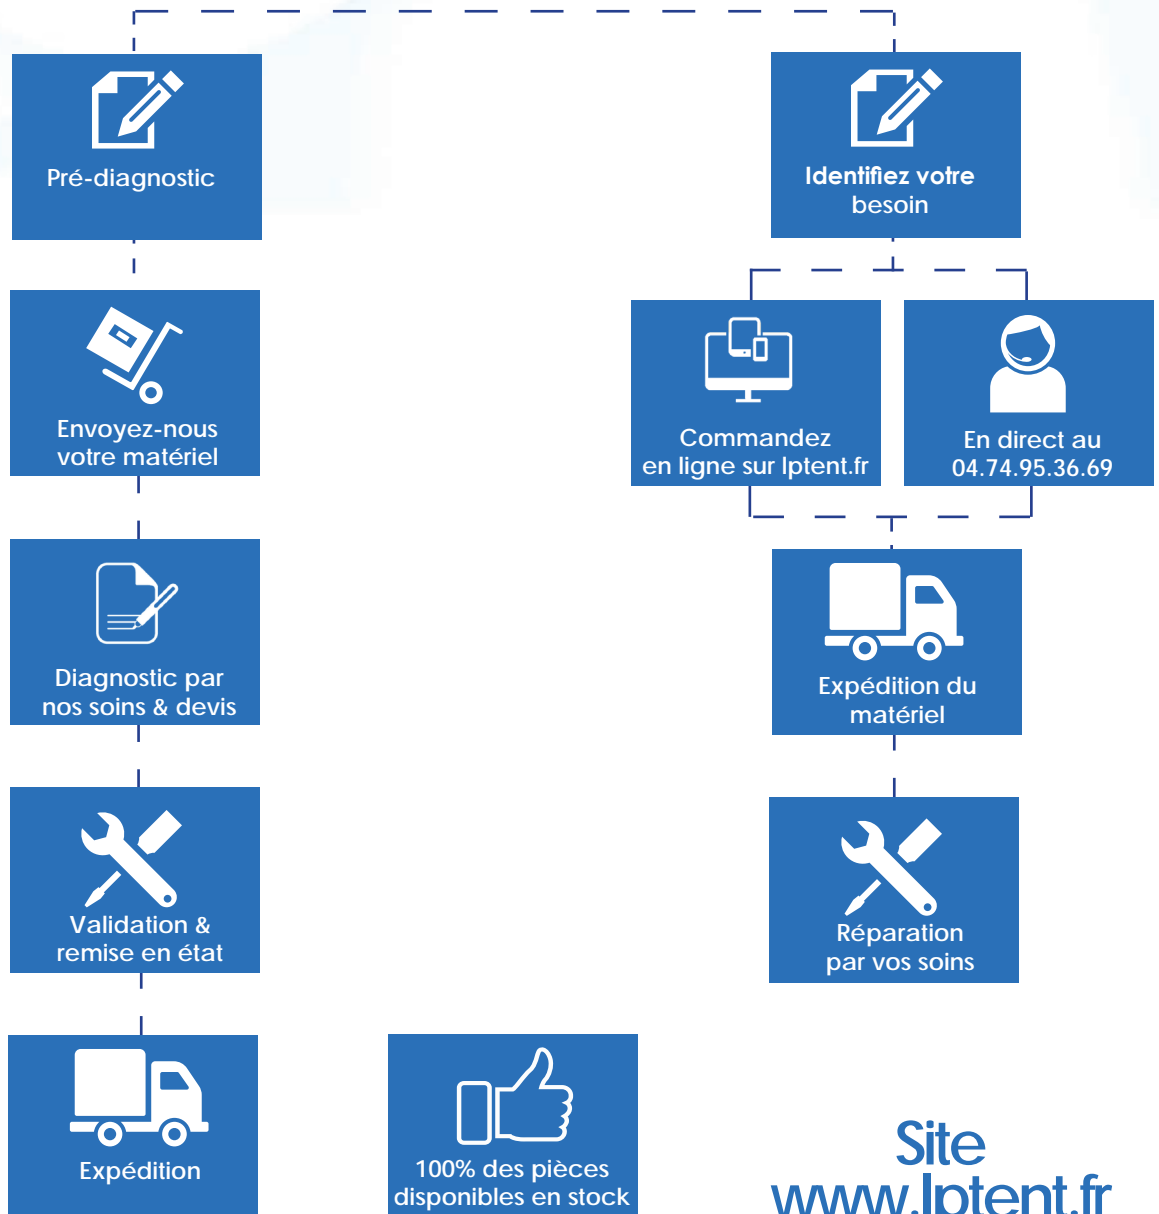 Pré-diagnostic
Envoyez-nous
votre matériel
Diagnostic par
nos soins & devis
Validation &
remise en état
Expédition
Identifiez votre
besoin
Commandez
en ligne sur lptent.fr
En direct au
04.74.95.36.69
Expédition du
matériel
Réparation
par vos soins
100% des pièces
disponibles en stock
Site
www.lptent.fr